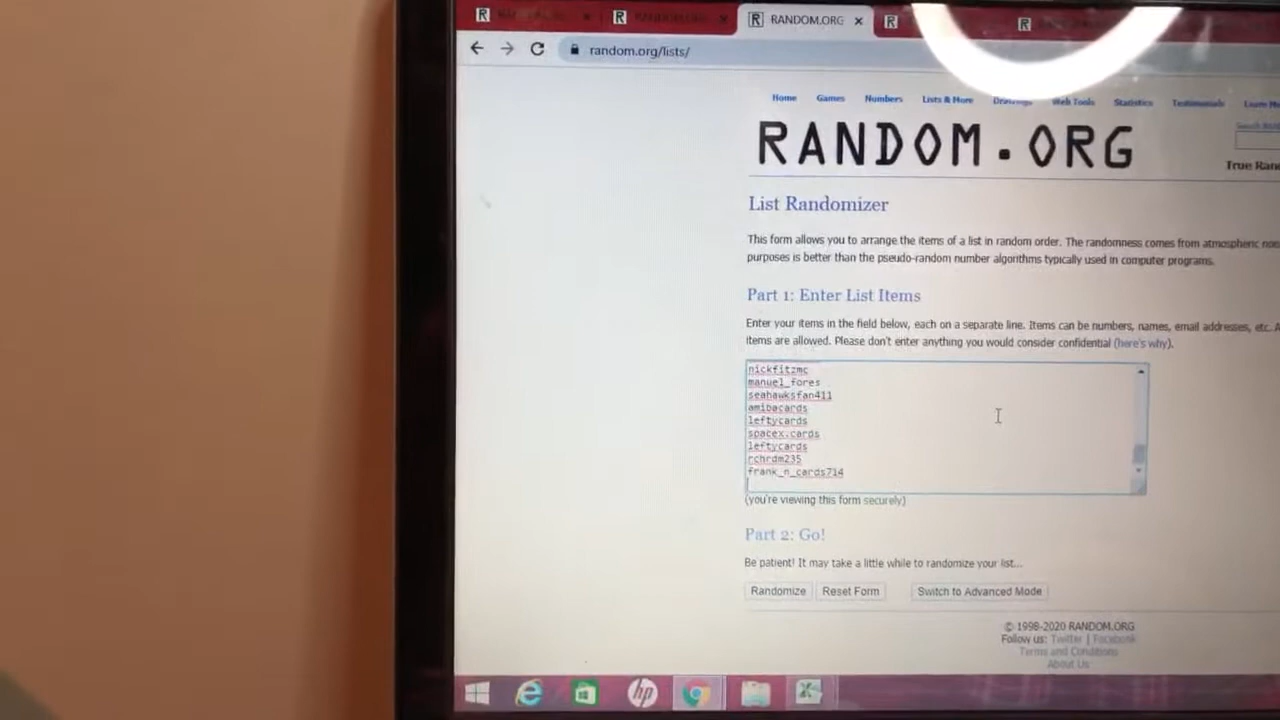 RANDOM.ORG
random.org/lists/
Home Games Numbers Lists & More Drawings Web Tools Statistics Testimonials Learn
RANDOM.ORG
True
List Randomizer
This form allows you to arrange the items of a list in random order. The randomness comes from atmospheric
purposes is better than the pseudo-random number algorithms typically used in computer programs.
Part 1: Enter List Items
Enter your items in the field below, each on a separate line. Items can be numbers, names, email addresses, etc.
items are allowed. Please don't enter anything you would consider confidential (here's why).
nickfitzmc
manuel_fores
seahawksfan411
amibacards
leftycards
spacex.cards
leftycards
rchrdm235
frank_n_cards714
(you're viewing this form securely)
Part 2: Go!
Be patient! It may take a little while to randomize your list...
Randomize Reset Form Switch to Advanced Mode
© 1998-2020 RANDOM.ORG
Follow us: Twitter | Facebook
Terms and Conditions
About Us
hp